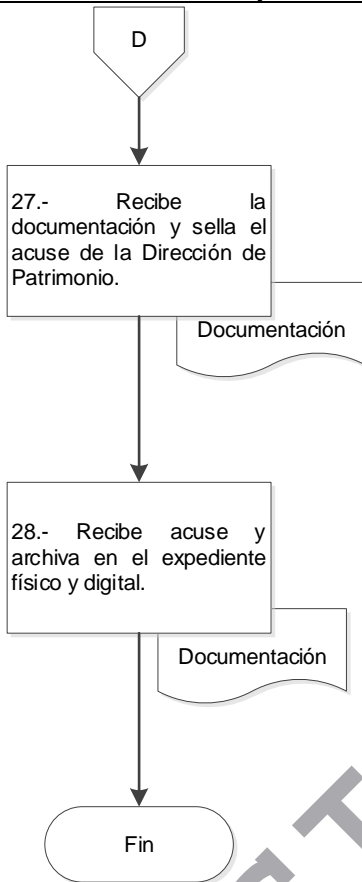 D
27.- Recibe la
documentación y sella el
acuse de la Dirección de
Patrimonio.
Documentación
28.- Recibe acuse y
archiva en el expediente
físico y digital.
Documentación
Fin